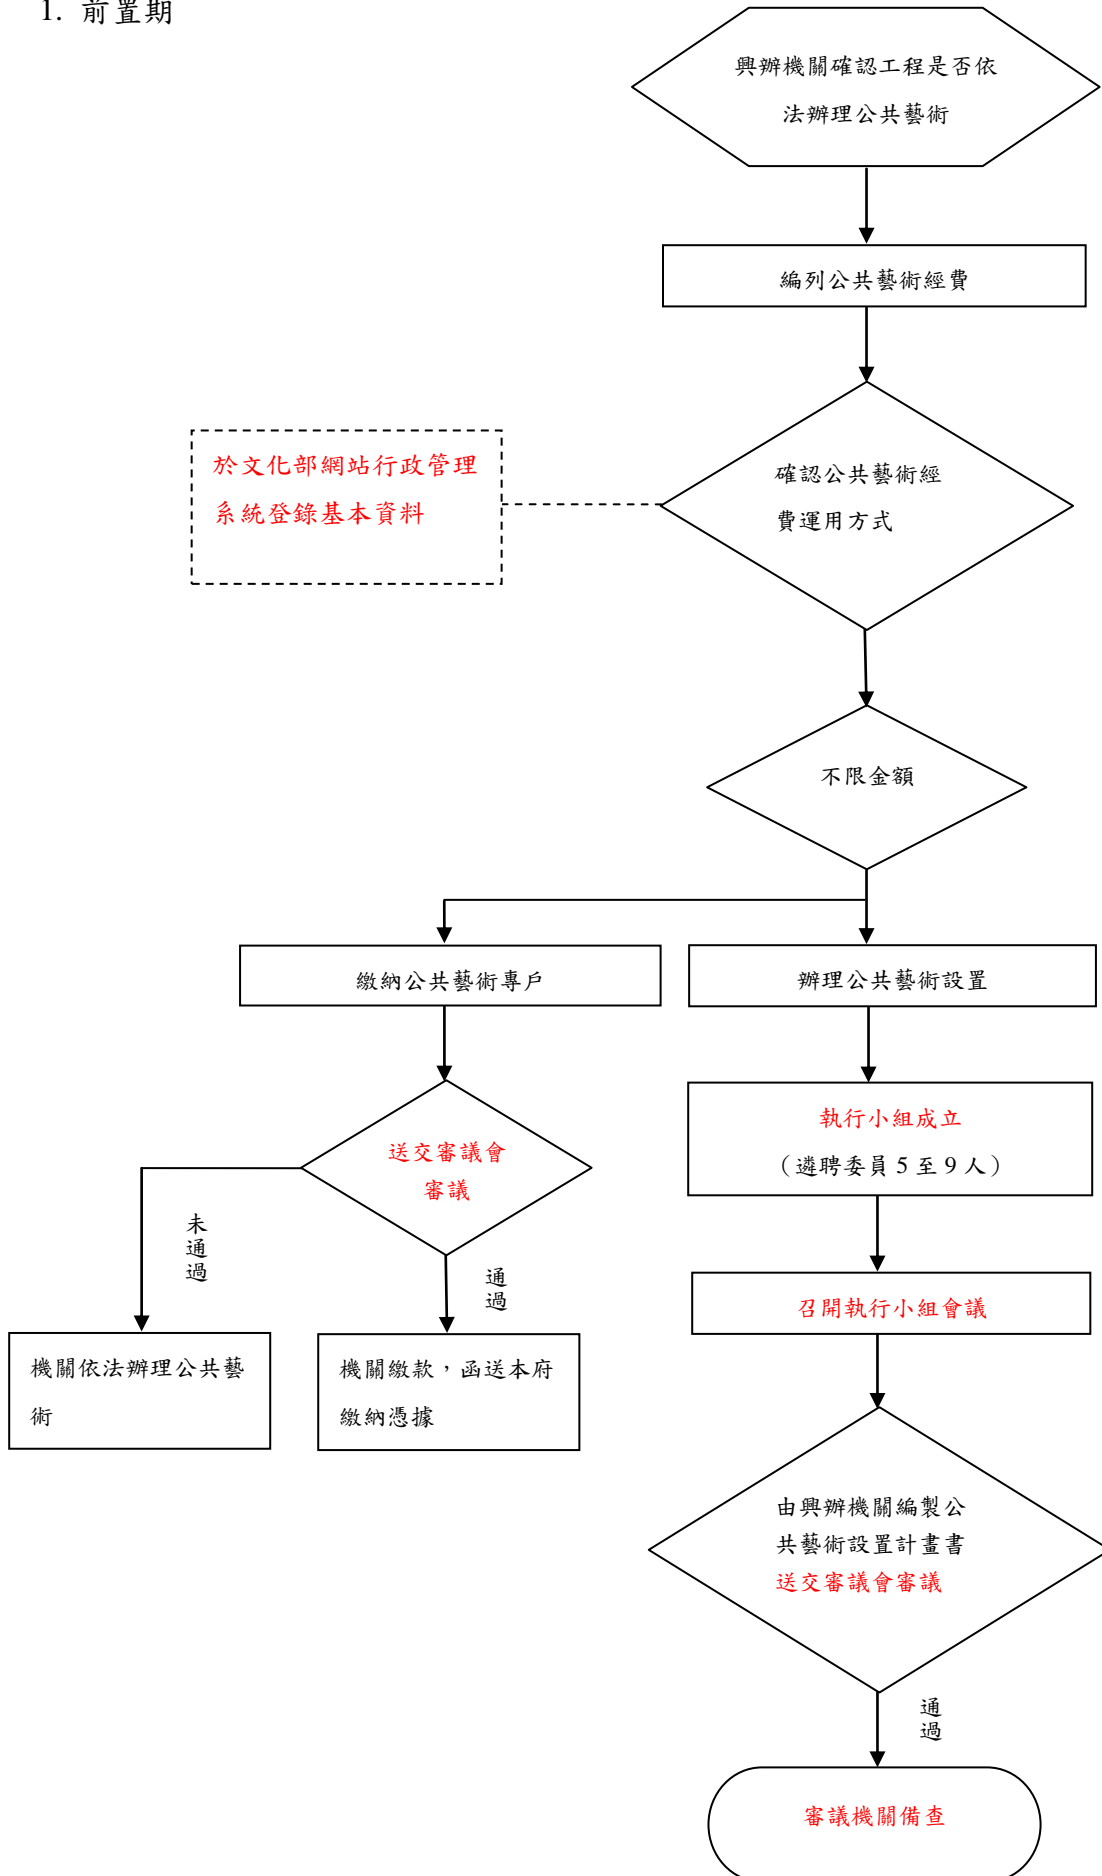 1. 前置期
興辦機關確認工程是否依
法辦理公共藝術
編列公共藝術經費
於文化部網站行政管理
系統登錄基本資料
確認公共藝術經
費運用方式
不限金額
繳納公共藝術專戶
辦理公共藝術設置
送交審議會
審議
執行小組成立
（遴聘委員 5 至 9 人）
未通過
通過
召開執行小組會議
機關依法辦理公共藝
術
機關繳款，函送本府
繳納憑據
由興辦機關編製公
共藝術設置計畫書
送交審議會審議
通過
審議機關備查